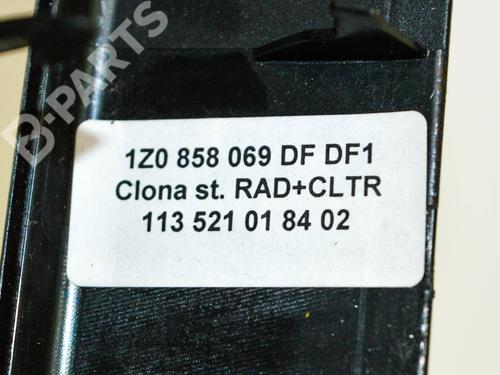 B-PARTS
1Z0 858 069 DF DF1
Clona st. RAD+CLTR
113 521 01 84 02